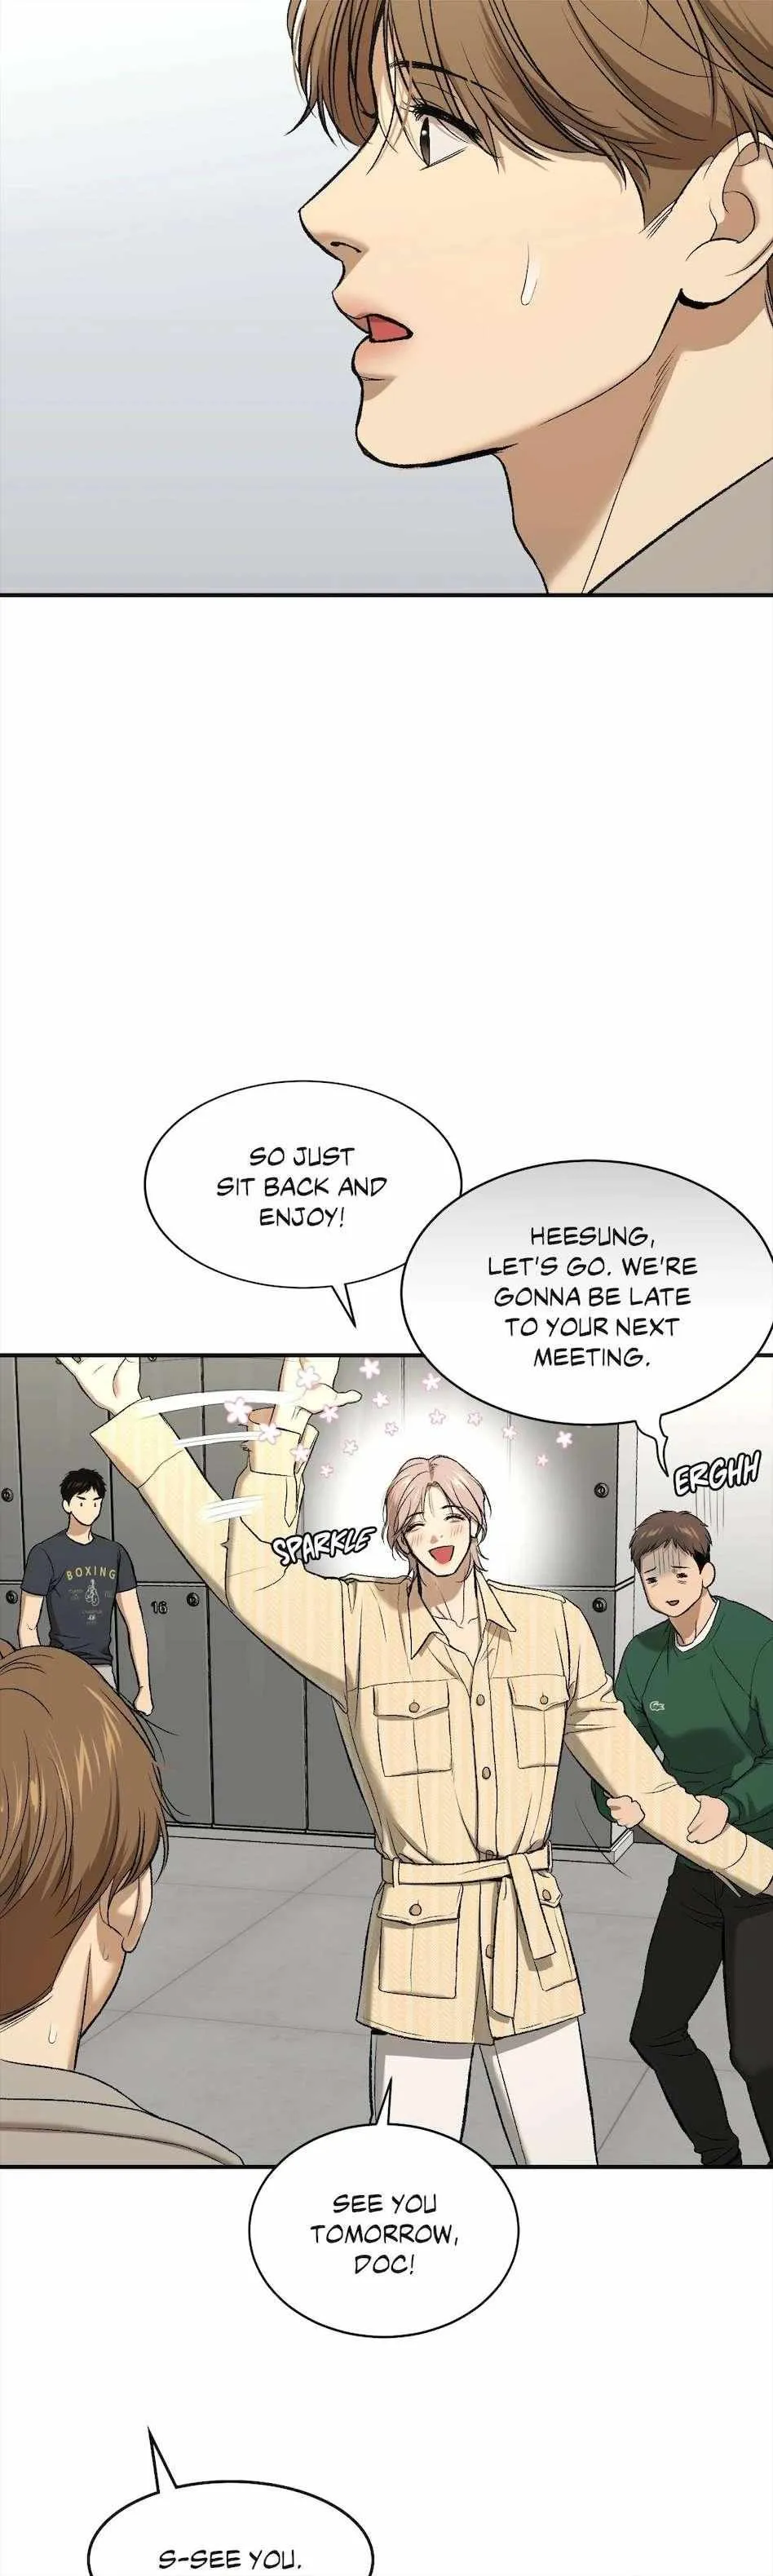 SO JUST
SIT BACK AND
ENJOY!
HEESUNG,
LET'S GO. WE'RE
GONNA BE LATE
TO YOUR NEXT
MEETING.
ERGHH
SPARKLE
BOXING
16
SEE YOU
TOMORROW,
DOC!
S-SEE YOU.